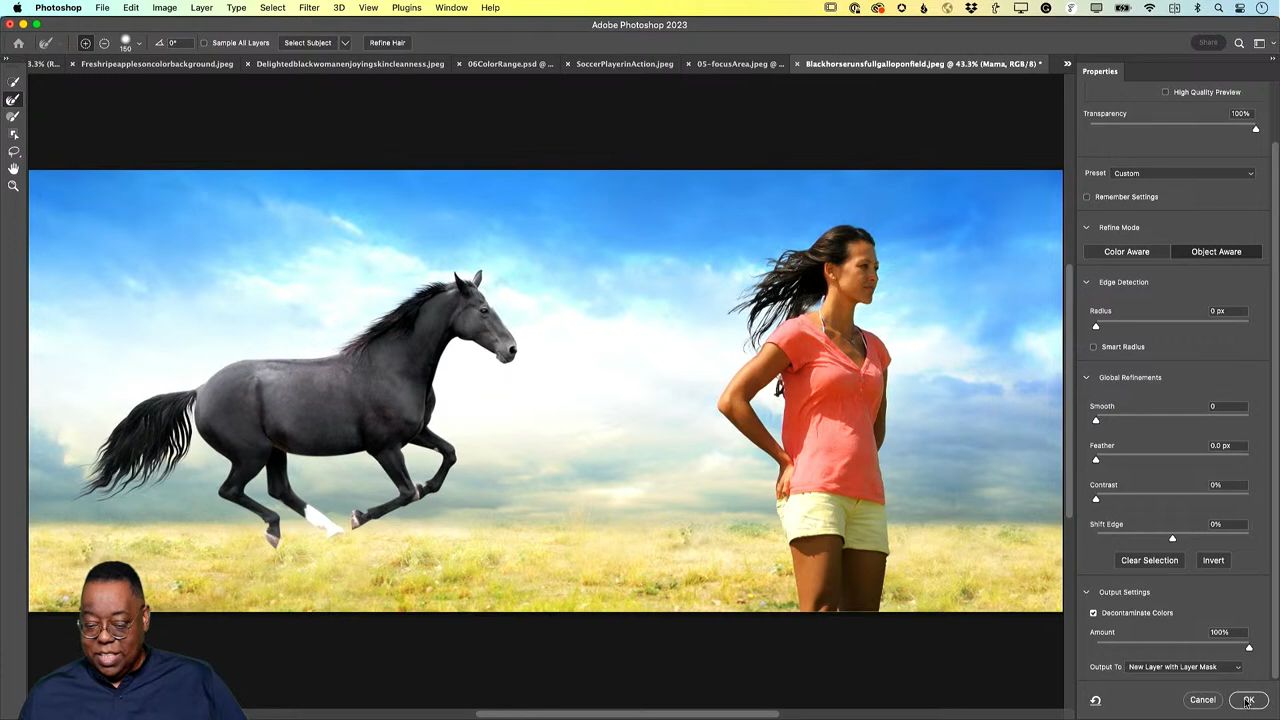 Photoshop File Edit Image Layer Type Select Filter 3D View Plugins Window Help
Adobe Photoshop 2023
150 0° Sample All Layers Select Subject Refine Hair Share
3.3% (R... Freshripeapplesoncolorbackground.jpeg Delightedblackwomanenjoyingskincleanness.jpeg 06ColorRange.psd @ ... SoccerPlayerinAction.jpeg 05-focusArea.jpeg @ ... Blackhorserunsfullgalloponfield.jpeg @ 43.3% (Mama, RGB/8) *
Properties
High Quality Preview
Transparency 100%
Preset Custom
Remember Settings
Refine Mode
Color Aware Object Aware
Edge Detection
Radius 0 px
Smart Radius
Global Refinements
Smooth 0
Feather 0.0 px
Contrast 0%
Shift Edge 0%
Clear Selection Invert
Output Settings
Decontaminate Colors
Amount 100%
Output To New Layer with Layer Mask
Cancel OK